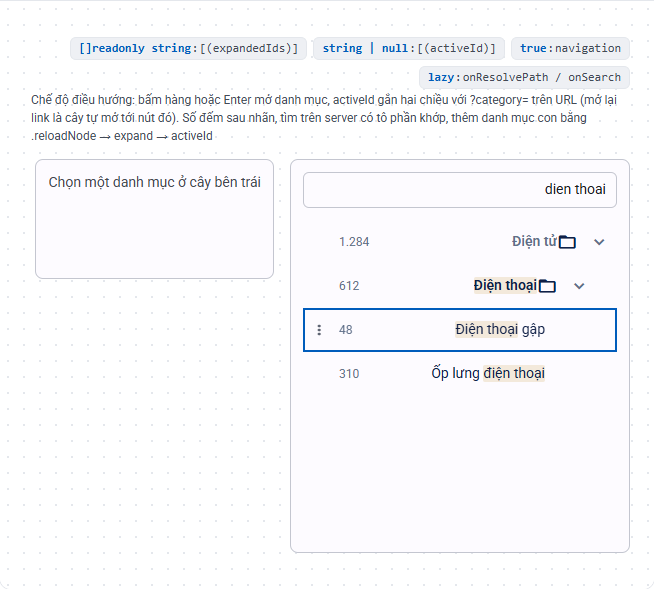 []readonly string:[(expandedIds)] string | null:[(activeId)] true:navigation
lazy:onResolvePath / onSearch
Chế độ điều hướng: bấm hàng hoặc Enter mở danh mục, activeId gắn hai chiều với ?category= trên URL (mở lại
link là cây tự mở tới nút đó). Số đếm sau nhãn, tìm trên server có tô phần khớp, thêm danh mục con bằng
.reloadNode → expand → activeId
Chọn một danh mục ở cây bên trái
dien thoai
1.284 Điện tử
612 Điện thoại
48 Điện thoại gập
310 Ốp lưng điện thoại